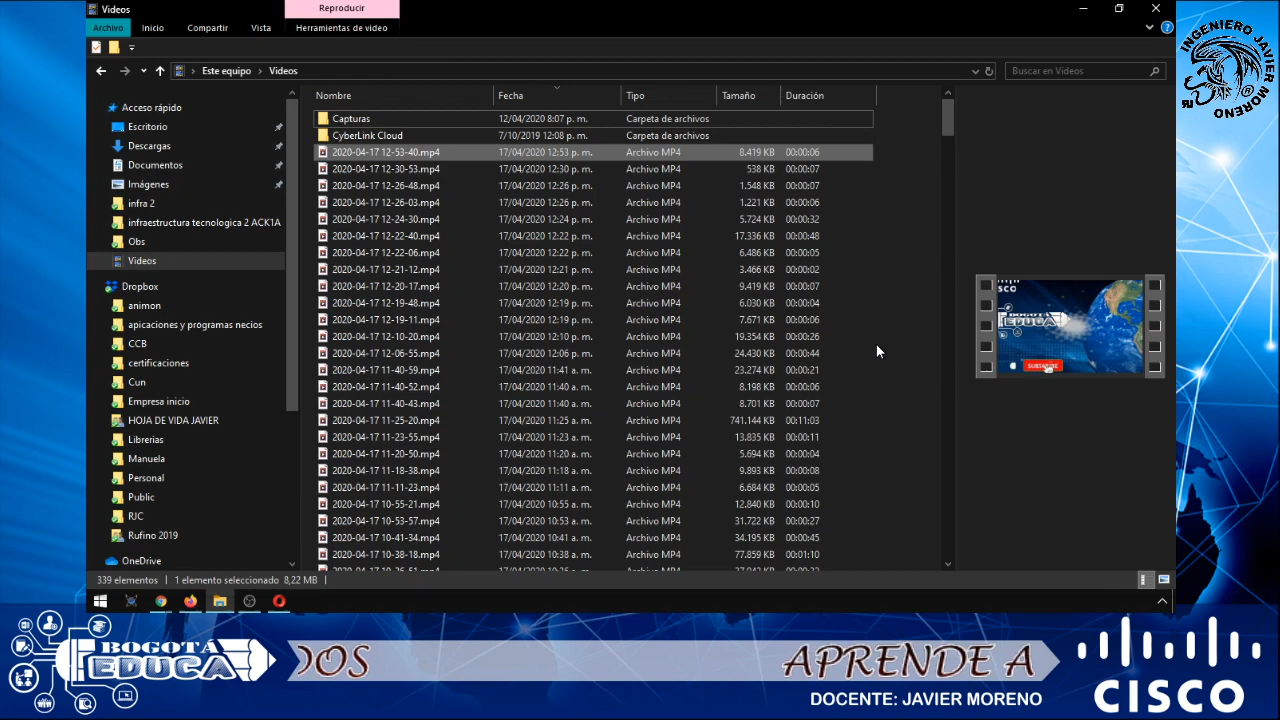 Videos
Reproducir
Archivo Inicio Compartir Vista Herramientas de video
Este equipo > Videos
Buscar en Videos
Nombre Fecha Tipo Tamaño Duración
Acceso rápido
Escritorio
Descargas
Documentos
Imágenes
infra 2
infraestructura tecnologica 2 ACK1A
Obs
Videos
Dropbox
animon
apicaciones y programas necios
CCB
certificaciones
Cun
Empresa inicio
HOJA DE VIDA JAVIER
Librerias
Manuela
Personal
Public
RJC
Rufino 2019
OneDrive
Capturas 12/04/2020 8:07 p. m. Carpeta de archivos
CyberLink Cloud 7/10/2019 12:08 p. m. Carpeta de archivos
2020-04-17 12-53-40.mp4 17/04/2020 12:53 p. m. Archivo MP4 8.419 KB 00:00:06
2020-04-17 12-30-53.mp4 17/04/2020 12:30 p. m. Archivo MP4 538 KB 00:00:07
2020-04-17 12-26-48.mp4 17/04/2020 12:26 p. m. Archivo MP4 1.548 KB 00:00:07
2020-04-17 12-26-03.mp4 17/04/2020 12:26 p. m. Archivo MP4 1.221 KB 00:00:06
2020-04-17 12-24-30.mp4 17/04/2020 12:24 p. m. Archivo MP4 5.724 KB 00:00:32
2020-04-17 12-22-40.mp4 17/04/2020 12:22 p. m. Archivo MP4 17.336 KB 00:00:48
2020-04-17 12-22-06.mp4 17/04/2020 12:22 p. m. Archivo MP4 6.486 KB 00:00:05
2020-04-17 12-21-12.mp4 17/04/2020 12:21 p. m. Archivo MP4 3.466 KB 00:00:02
2020-04-17 12-20-17.mp4 17/04/2020 12:20 p. m. Archivo MP4 9.419 KB 00:00:07
2020-04-17 12-19-48.mp4 17/04/2020 12:19 p. m. Archivo MP4 6.030 KB 00:00:04
2020-04-17 12-19-11.mp4 17/04/2020 12:19 p. m. Archivo MP4 7.671 KB 00:00:06
2020-04-17 12-10-20.mp4 17/04/2020 12:10 p. m. Archivo MP4 19.354 KB 00:00:26
2020-04-17 12-06-55.mp4 17/04/2020 12:06 p. m. Archivo MP4 24.430 KB 00:00:44
2020-04-17 11-40-59.mp4 17/04/2020 11:41 a. m. Archivo MP4 23.274 KB 00:00:21
2020-04-17 11-40-52.mp4 17/04/2020 11:40 a. m. Archivo MP4 8.198 KB 00:00:06
2020-04-17 11-40-43.mp4 17/04/2020 11:40 a. m. Archivo MP4 8.701 KB 00:00:07
2020-04-17 11-25-20.mp4 17/04/2020 11:25 a. m. Archivo MP4 741.144 KB 00:11:03
2020-04-17 11-23-55.mp4 17/04/2020 11:23 a. m. Archivo MP4 13.835 KB 00:00:11
2020-04-17 11-20-50.mp4 17/04/2020 11:20 a. m. Archivo MP4 5.694 KB 00:00:04
2020-04-17 11-18-38.mp4 17/04/2020 11:18 a. m. Archivo MP4 9.893 KB 00:00:08
2020-04-17 11-11-23.mp4 17/04/2020 11:11 a. m. Archivo MP4 6.684 KB 00:00:05
2020-04-17 10-55-21.mp4 17/04/2020 10:55 a. m. Archivo MP4 12.840 KB 00:00:10
2020-04-17 10-53-57.mp4 17/04/2020 10:53 a. m. Archivo MP4 31.722 KB 00:00:27
2020-04-17 10-41-34.mp4 17/04/2020 10:41 a. m. Archivo MP4 34.195 KB 00:00:45
2020-04-17 10-38-18.mp4 17/04/2020 10:38 a. m. Archivo MP4 77.859 KB 00:01:10
339 elementos 1 elemento seleccionado 8,22 MB
INGENIERO JAVIER MORENO
BOGOTÁ
EDUCA
SUBSCRIBE
BOGOTÁ
EDUCA
DOS APRENDE A
DOCENTE: JAVIER MORENO
CISCO